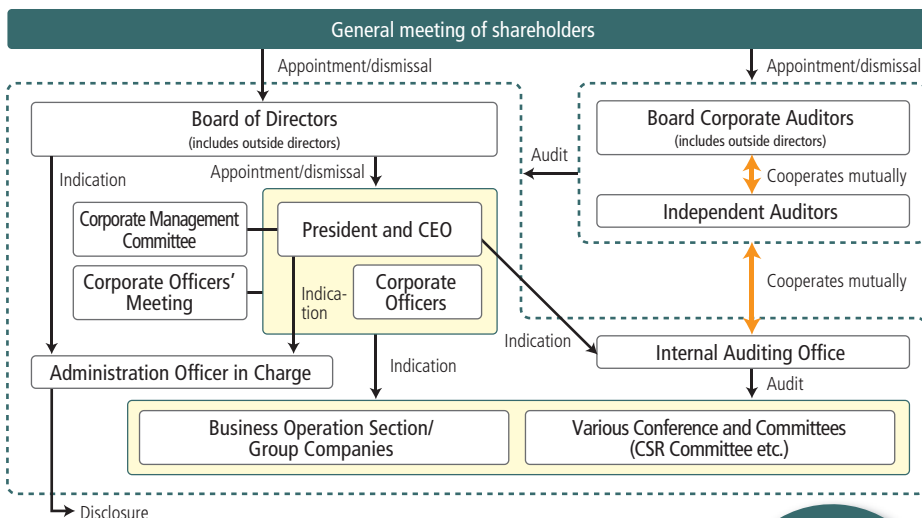 General meeting of shareholders
Appointment/dismissal
Appointment/dismissal
Board of Directors
(includes outside directors)
Board Corporate Auditors
(includes outside directors)
Audit
Indication
Appointment/dismissal
Cooperates mutually
Corporate Management
Committee
President and CEO
Independent Auditors
Corporate Officers'
Meeting
Indica-
tion
Corporate
Officers
Cooperates mutually
Indication
Administration Officer in Charge
Indication
Internal Auditing Office
Audit
Business Operation Section/
Group Companies
Various Conference and Committees
(CSR Committee etc.)
Disclosure